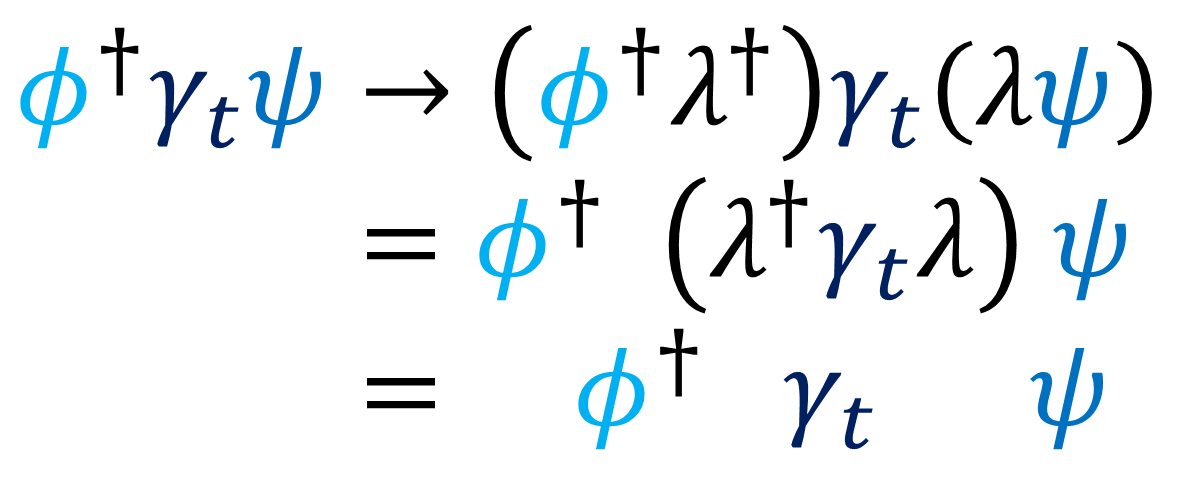 ϕ†γₜψ → (ϕ†λ†)γₜ(λψ)
= ϕ† (λ†γₜλ) ψ
= ϕ† γₜ ψ